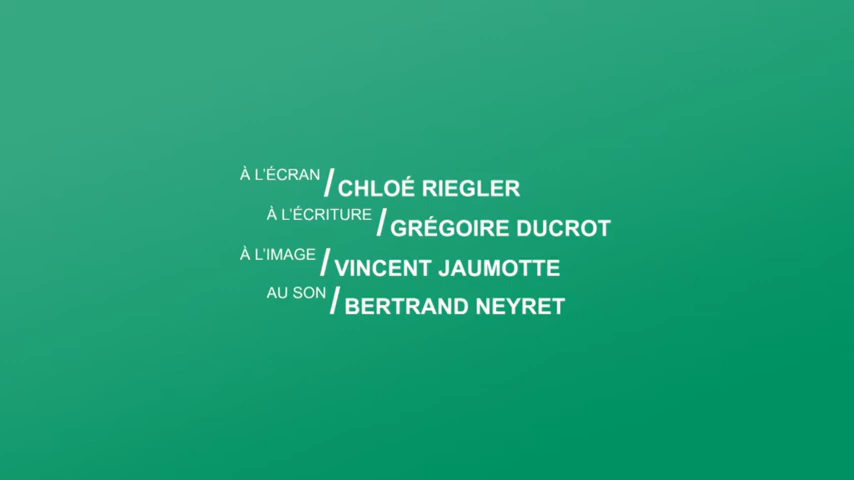 À L'ÉCRAN / CHLOÉ RIEGLER
À L'ÉCRITURE / GRÉGOIRE DUCROT
À L'IMAGE / VINCENT JAUMOTTE
AU SON / BERTRAND NEYRET